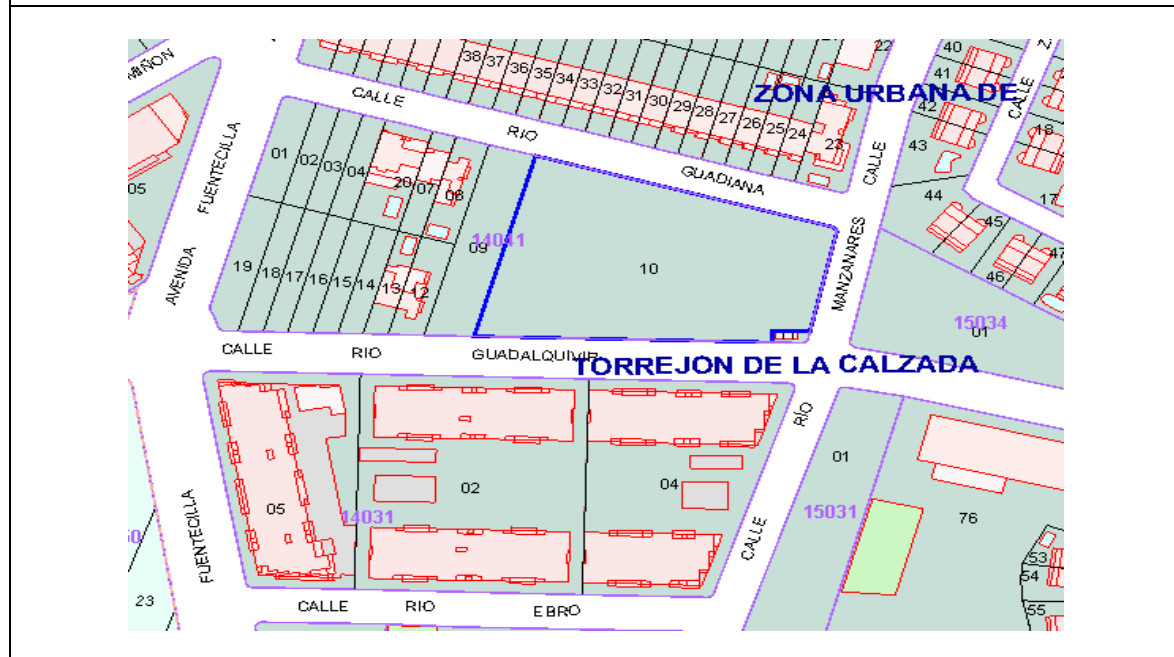 MIÑON
38 37 36 35 34 33 32 31 30 29 28 27 26 25 24
23
22
40
41
42
43
44
45
46
47
18
17
ZONA URBANA DE
CALLE
CALLE RIO GUADIANA
CALLE MANZANARES
AVENIDA FUENTECILLA
05
01 02 03 04 20 07 08
09
14041
10
19 18 17 16 15 14 13 12
15034
01
CALLE RIO GUADALQUIVIR
TORREJON DE LA CALZADA
CALLE RÍO
01
05
02
04
14031
15031
76
53
54
55
FUENTECILLA
23
CALLE RIO EBRO